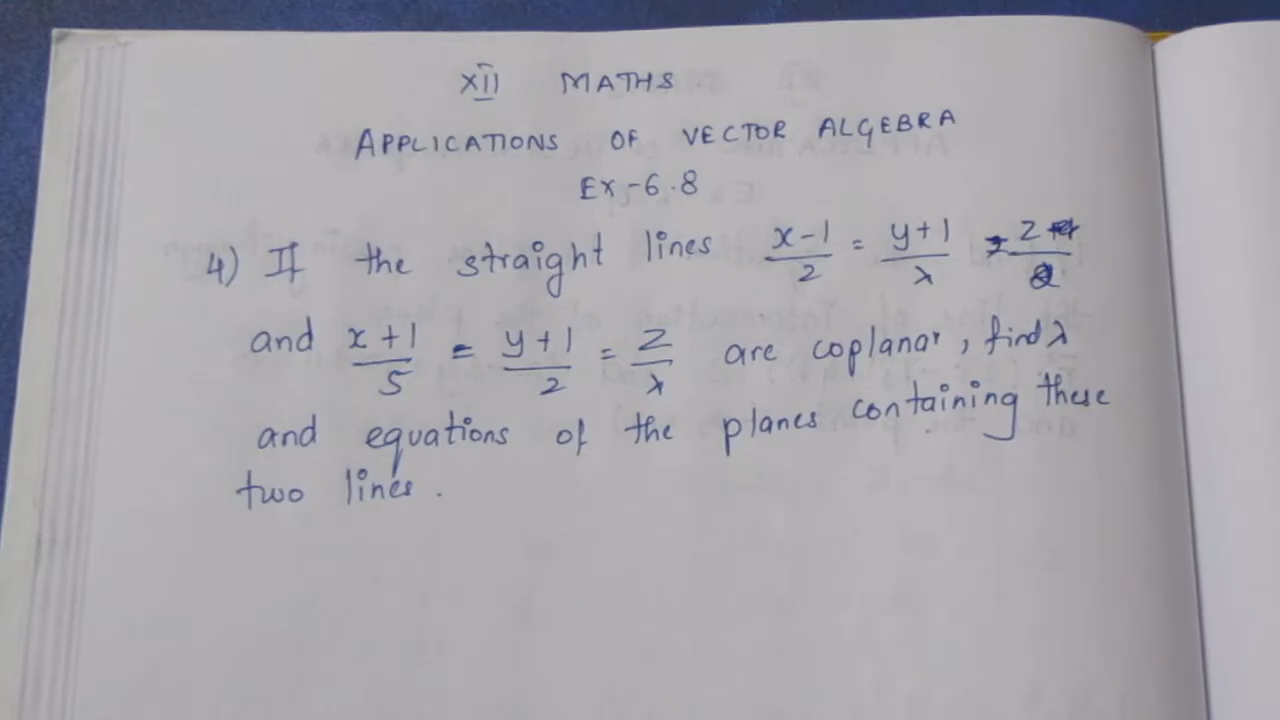 XII MATHS
APPLICATIONS OF VECTOR ALGEBRA
Ex-6.8
4) If the straight lines (x-1)/2 = (y+1)/λ = z/2
and (x+1)/5 = (y+1)/2 = z/λ are coplanar, find λ
and equations of the planes containing these
two lines.